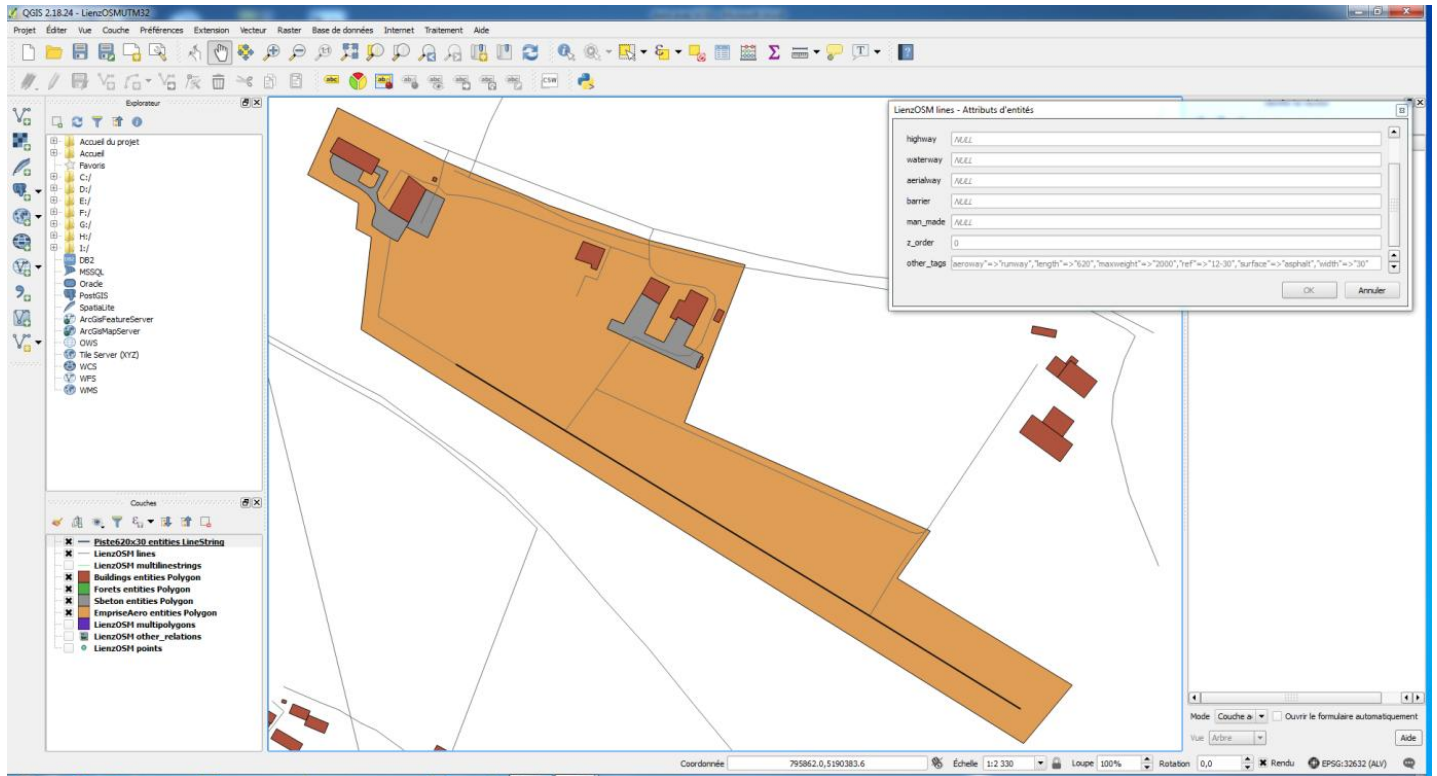 QGIS 2.18.24 - LienzOSMUTM32
Projet Éditer Vue Couche Préférences Extension Vecteur Raster Base de données Internet Traitement Aide
Explorateur
Accueil du projet
Accueil
Favoris
C:/
D:/
E:/
F:/
G:/
H:/
I:/
DB2
MSSQL
Oracle
PostGIS
SpatiaLite
ArcGisFeatureServer
ArcGisMapServer
OWS
Tile Server (XYZ)
WCS
WFS
WMS
Couches
Piste620x30 entities LineString
LienzOSM lines
LienzOSM multilinestrings
Buildings entities Polygon
Forets entities Polygon
Sbeton entities Polygon
EmpriseAero entities Polygon
LienzOSM multipolygons
LienzOSM other_relations
LienzOSM points
LienzOSM lines - Attributs d'entités
highway NULL
waterway NULL
aerialway NULL
barrier NULL
man_made NULL
z_order 0
other_tags aeroway"=>"runway","length"=>"620","maxweight"=>"2000","ref"=>"12-30","surface"=>"asphalt","width"=>"30"
OK Annuler
Mode Couche a Ouvrir le formulaire automatiquement
Vue Arbre Aide
Coordonnée 795862.0,5190383.6 Échelle 1:2 330 Loupe 100% Rotation 0,0 Rendu EPSG:32632 (ALV)